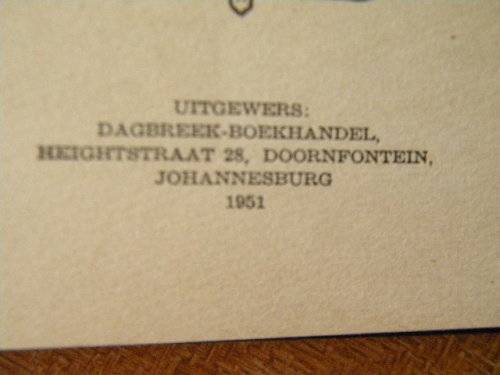 UITGEWERS:
DAGBREEK-BOEKHANDEL,
HEIGHTSTRAAT 28, DOORNFONTEIN,
JOHANNESBURG
1951